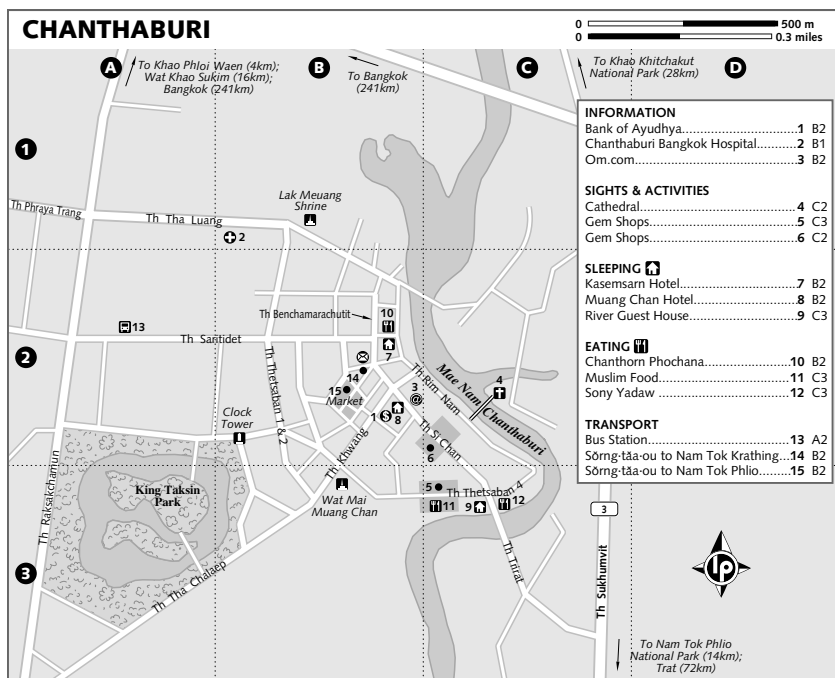 CHANTHABURI
0 500 m
0 0.3 miles
A
B
C
D
1
2
3
To Khao Phloi Waen (4km);
Wat Khao Sukim (16km);
Bangkok (241km)
To Bangkok
(241km)
To Khao Khitchakut
National Park (28km)
INFORMATION
Bank of Ayudhya..............................1 B2
Chanthaburi Bangkok Hospital..........2 B1
Om.com..........................................3 B2
SIGHTS & ACTIVITIES
Cathedral........................................4 C2
Gem Shops......................................5 C3
Gem Shops......................................6 C2
SLEEPING
Kasemsarn Hotel..............................7 B2
Muang Chan Hotel...........................8 B2
River Guest House............................9 C3
EATING
Chanthorn Phochana......................10 B2
Muslim Food..................................11 C3
Sony Yadaw ..................................12 C3
TRANSPORT
Bus Station....................................13 A2
Sŏrng·tăa·ou to Nam Tok Krathing..14 B2
Sŏrng·tăa·ou to Nam Tok Phlio......15 B2
Th Phraya Trang
Th Tha Luang
Lak Meuang
Shrine
2
Th Benchamarachutit
10
13
Th Santidet
7
14
15
Market
Th Thetsaban 1 & 2
Th Rim Nam
Mae Nam Chanthaburi
4
3
1
8
Clock
Tower
Th Si Chan
6
Th Khwang
Th Raksakchamun
King Taksin
Park
Wat Mai
Muang Chan
5
Th Thetsaban 4
11
9
12
Th Tha Chalaep
Th Trirat
3
Th Sukhumvit
lp
To Nam Tok Phlio
National Park (14km);
Trat (72km)